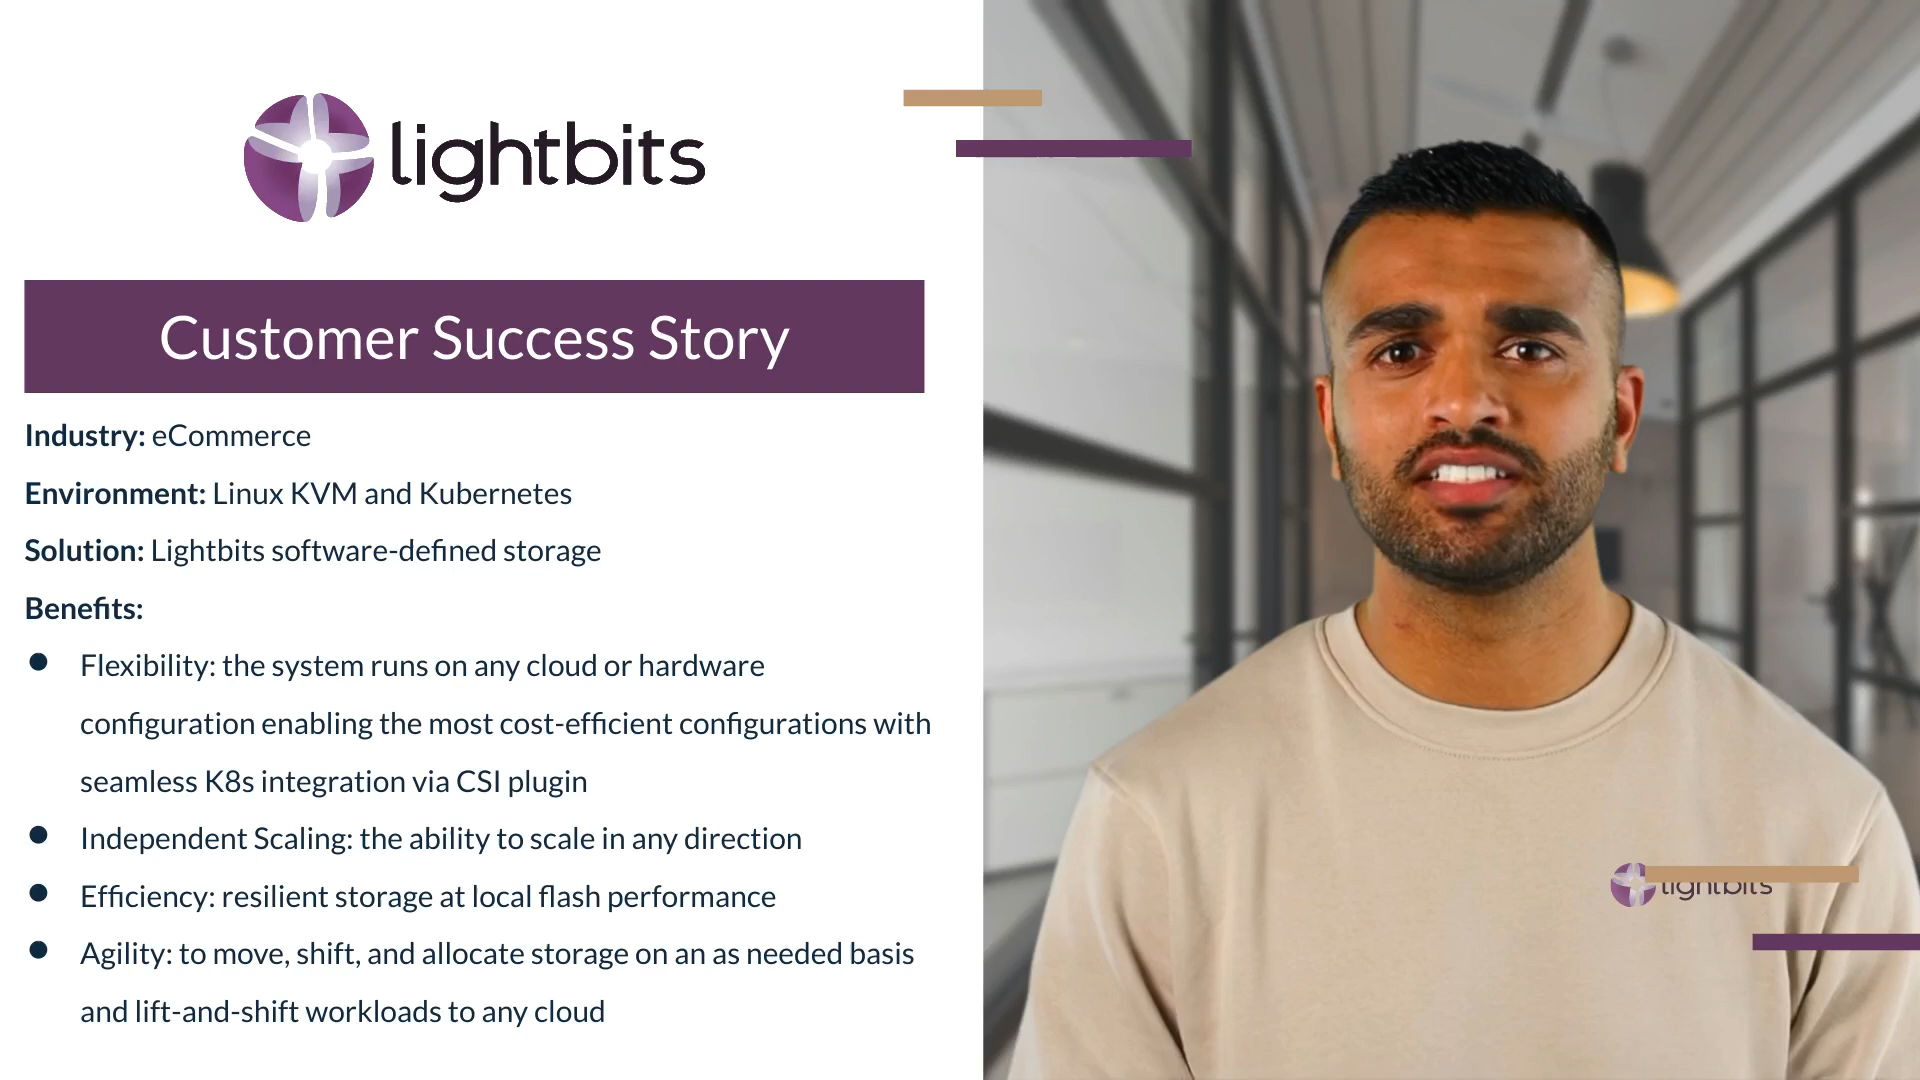 lightbits
Customer Success Story
Industry: eCommerce
Environment: Linux KVM and Kubernetes
Solution: Lightbits software-defined storage
Benefits:
● Flexibility: the system runs on any cloud or hardware
configuration enabling the most cost-efficient configurations with
seamless K8s integration via CSI plugin
● Independent Scaling: the ability to scale in any direction
● Efficiency: resilient storage at local flash performance
● Agility: to move, shift, and allocate storage on an as needed basis
and lift-and-shift workloads to any cloud
lightbits